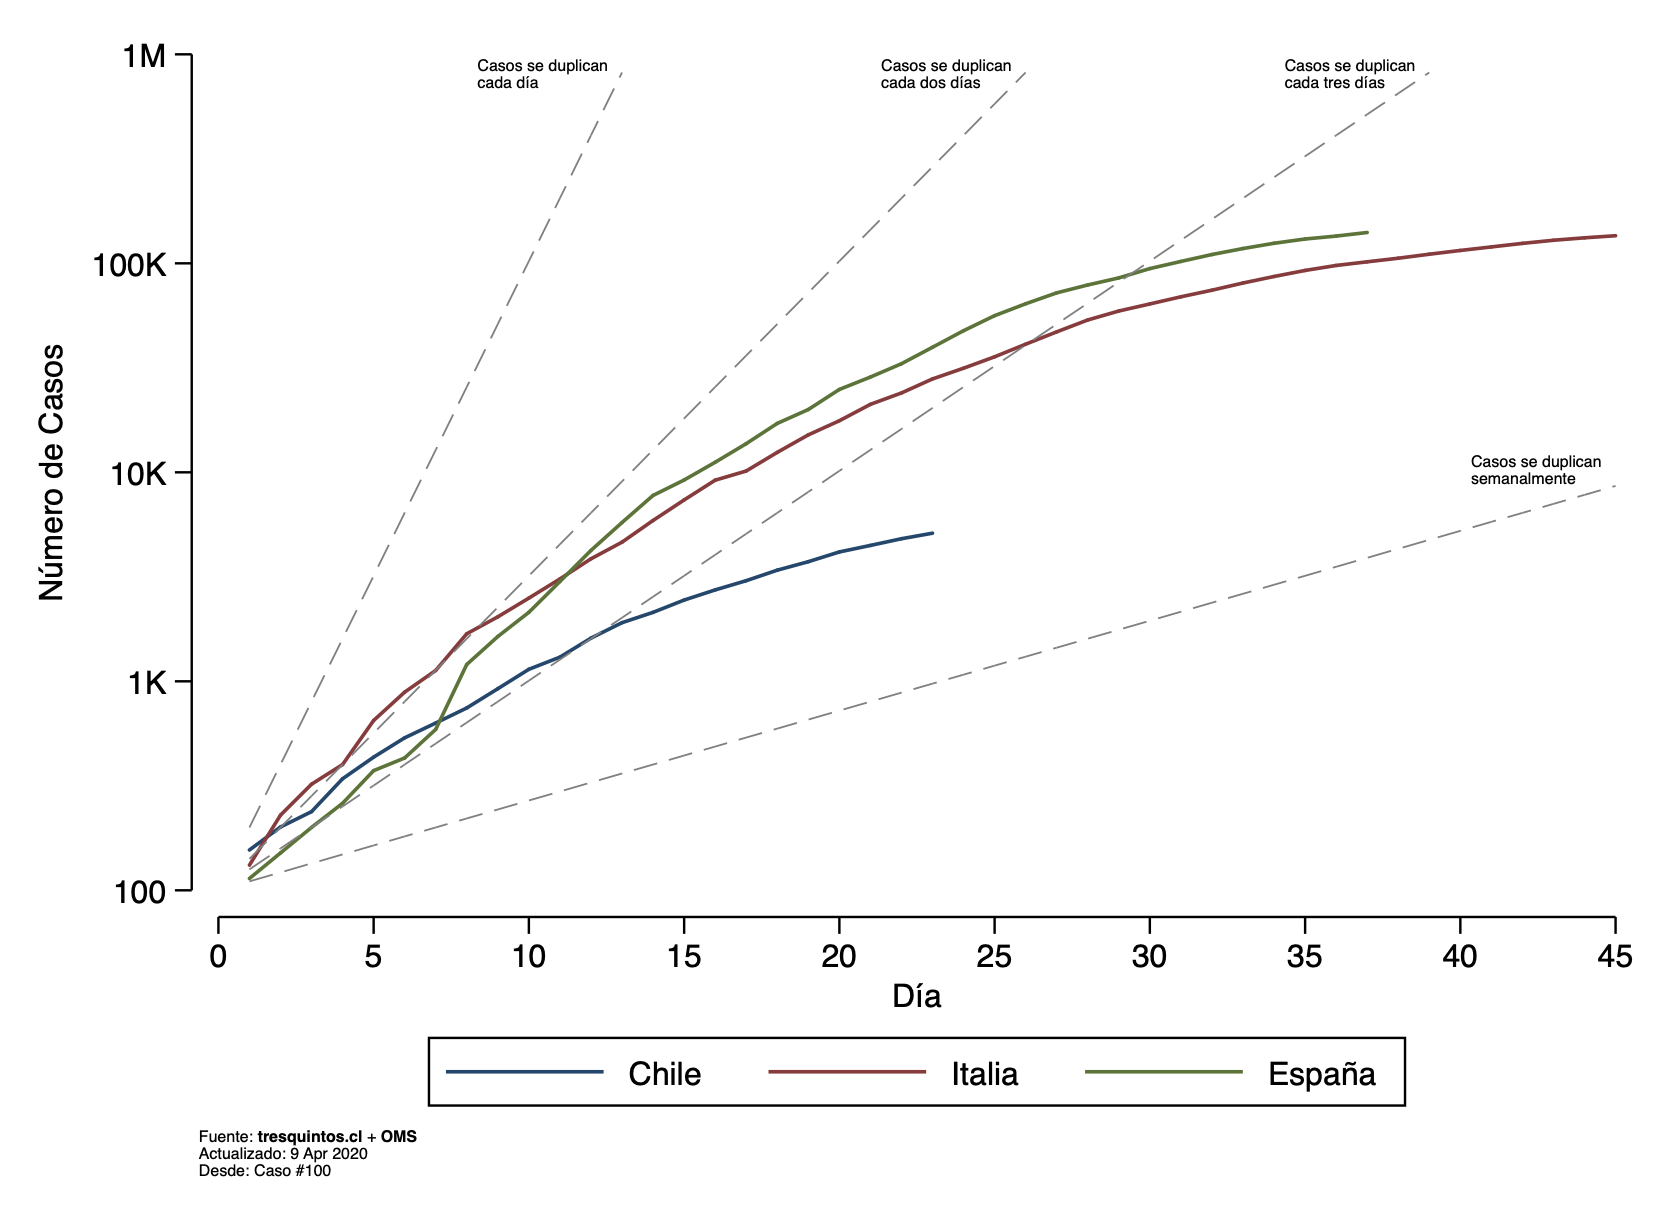 1M
100K
10K
1K
100
Número de Casos
Casos se duplican
cada día
Casos se duplican
cada dos días
Casos se duplican
cada tres días
Casos se duplican
semanalmente
0 5 10 15 20 25 30 35 40 45
Día
Chile Italia España
Fuente: tresquintos.cl + OMS
Actualizado: 9 Apr 2020
Desde: Caso #100